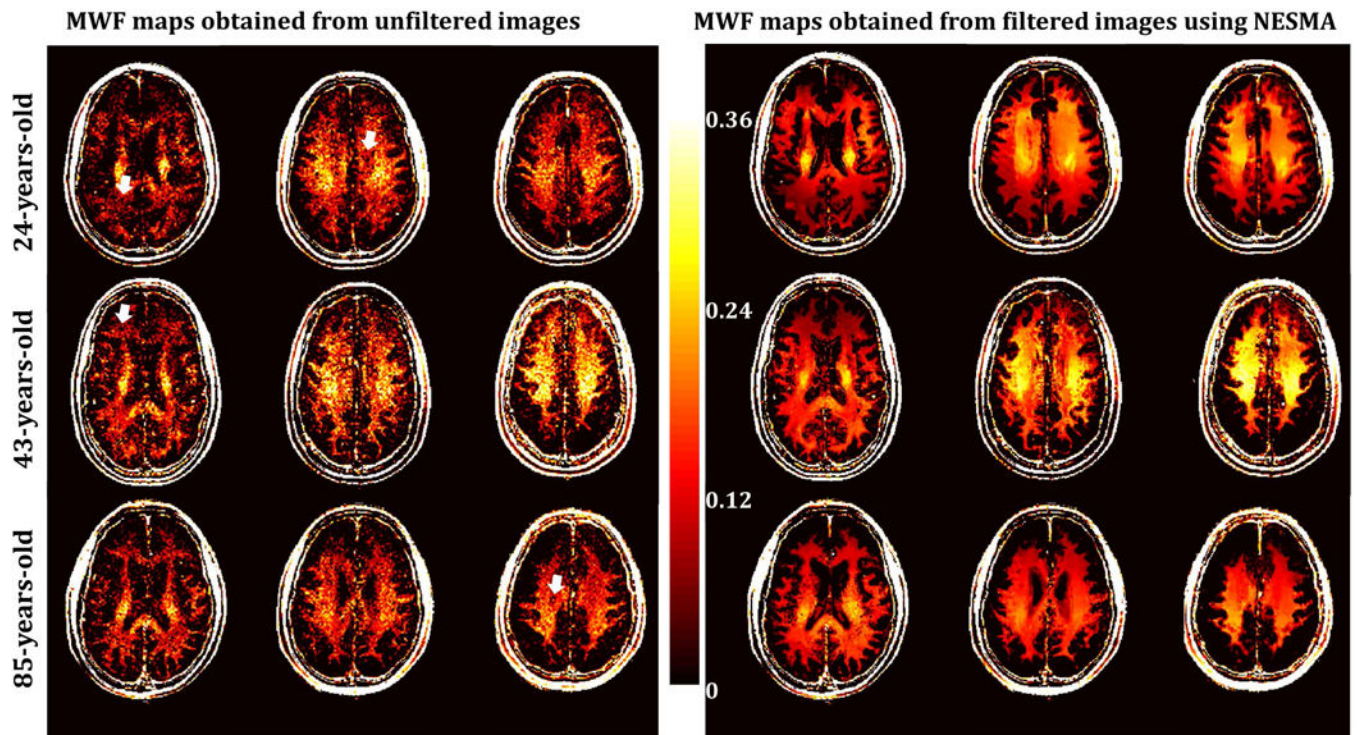 MWF maps obtained from unfiltered images
MWF maps obtained from filtered images using NESMA
24-years-old
43-years-old
85-years-old
0.36
0.24
0.12
0